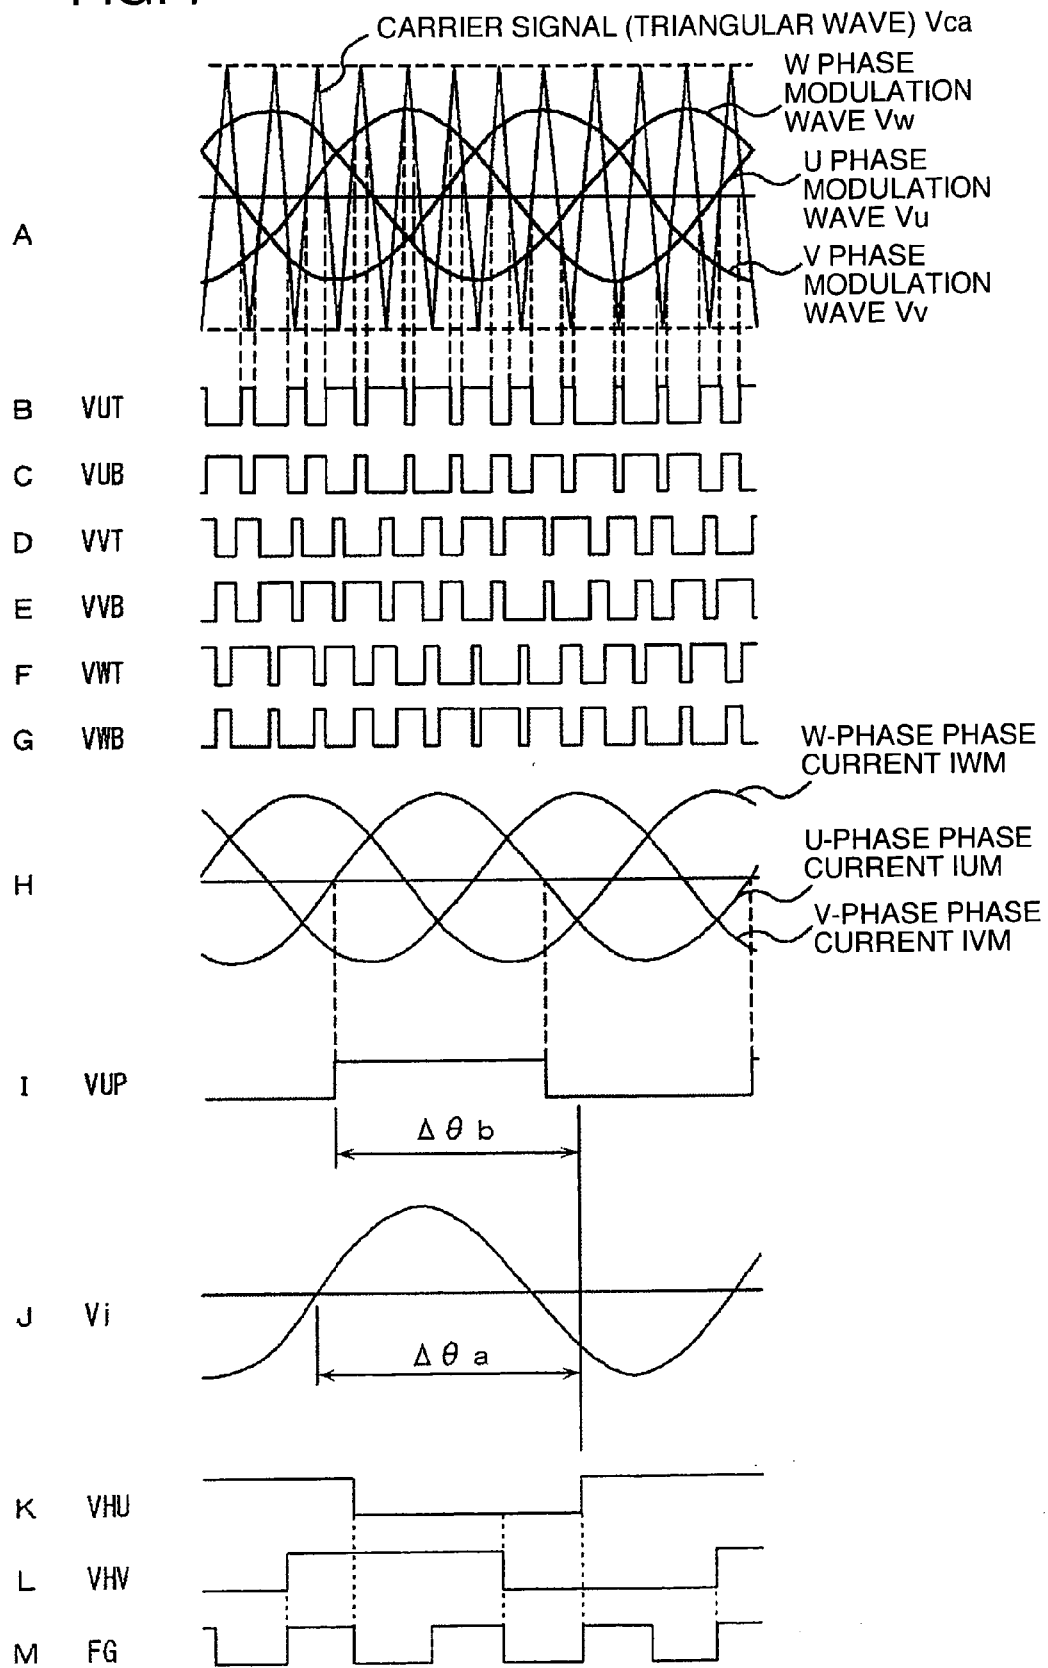 CARRIER SIGNAL (TRIANGULAR WAVE) Vca
W PHASE
MODULATION
WAVE Vw
U PHASE
MODULATION
WAVE Vu
V PHASE
MODULATION
WAVE Vv
A
B VUT
C VUB
D VVT
E VVB
F VWT
G VWB
W-PHASE PHASE
CURRENT IWM
U-PHASE PHASE
CURRENT IUM
V-PHASE PHASE
CURRENT IVM
H
I VUP
Δ θ b
J Vi
Δ θ a
K VHU
L VHV
M FG